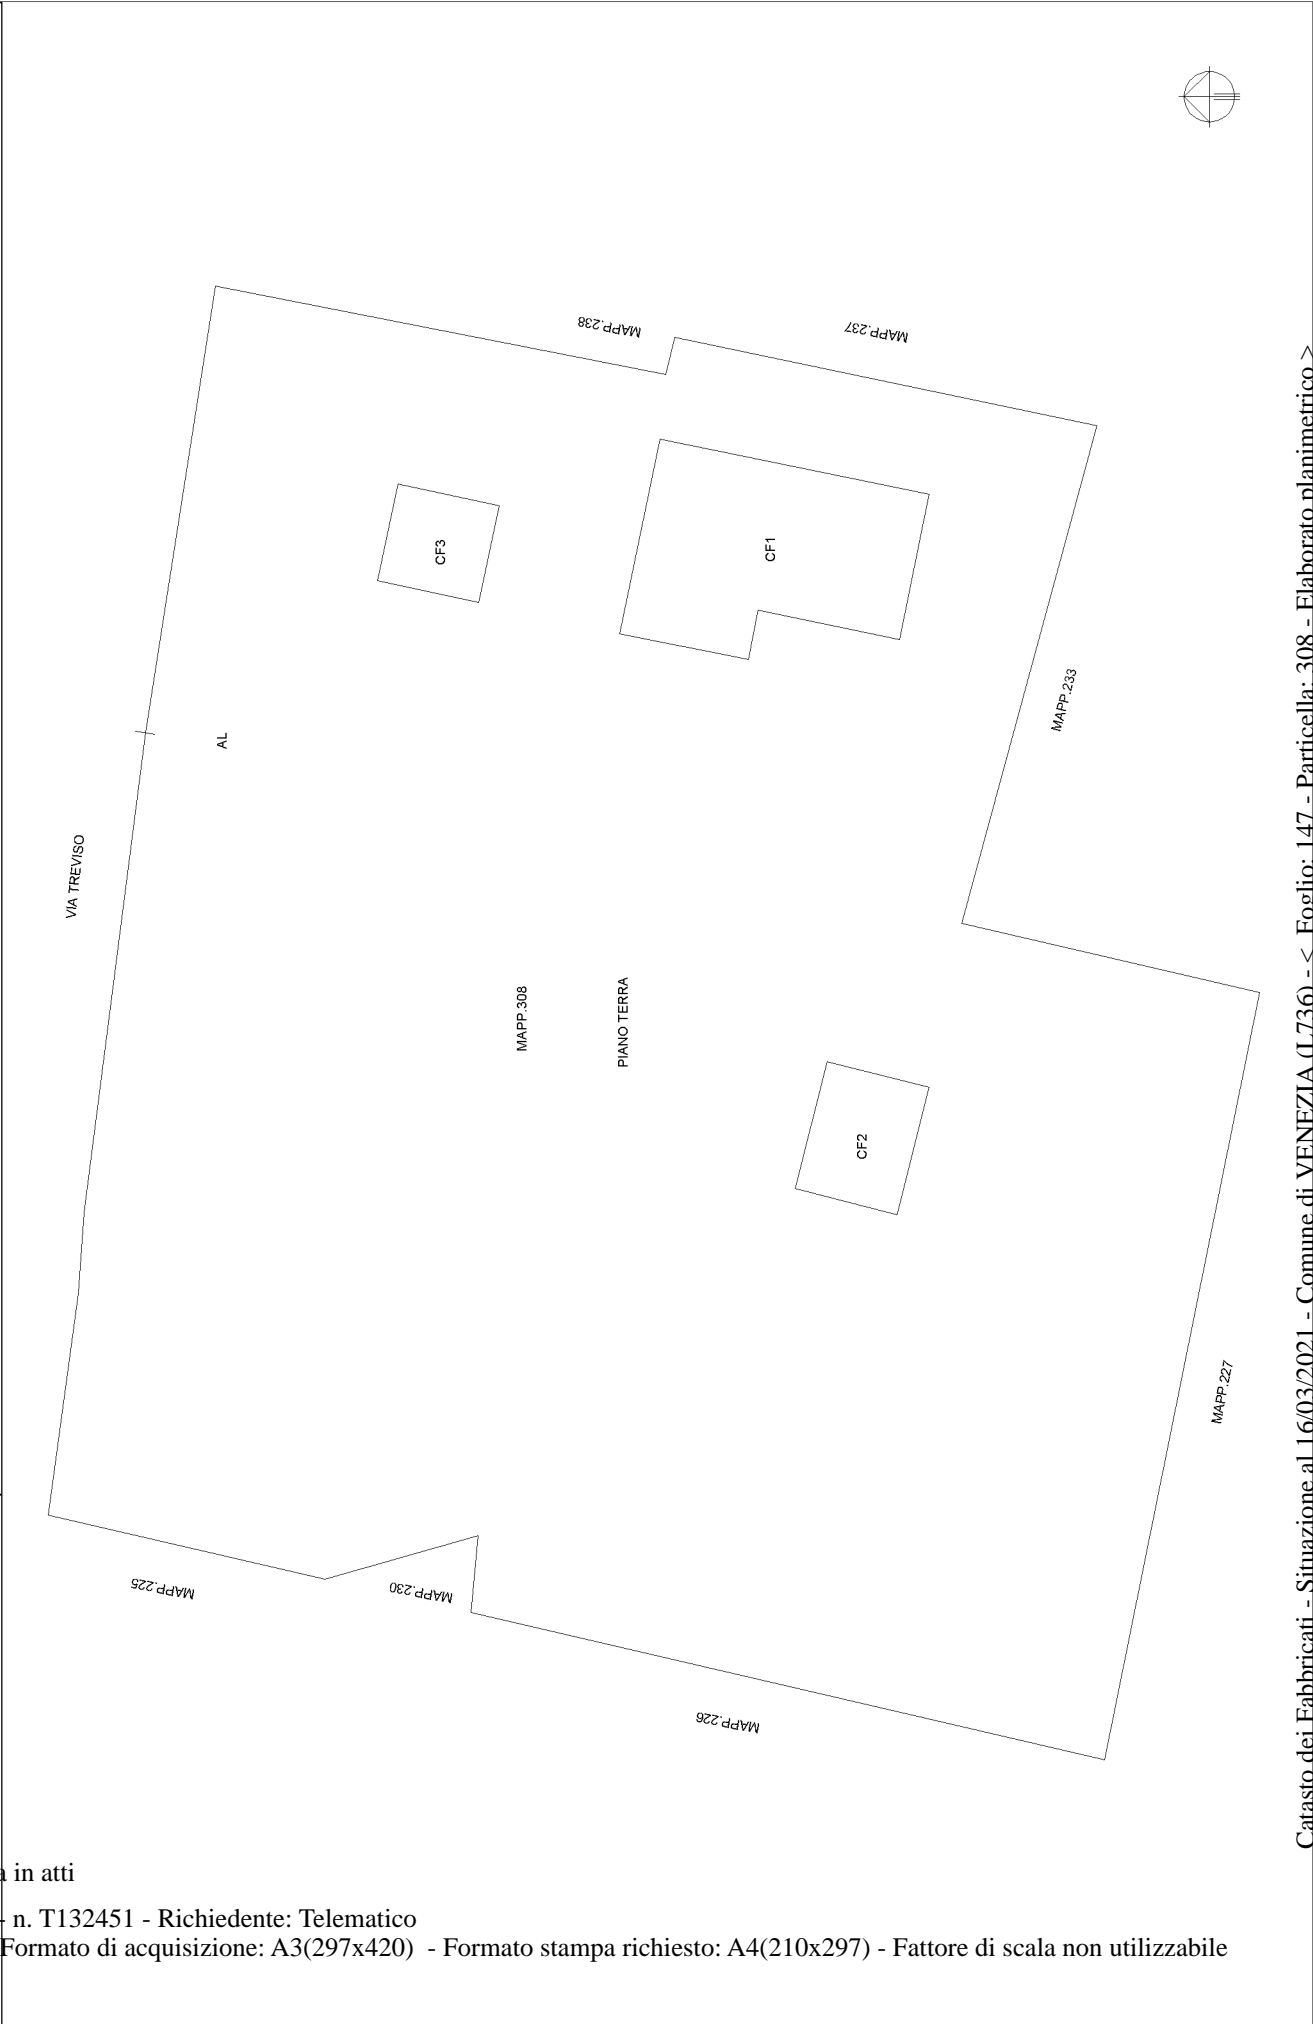 MAPP.238
MAPP.237
CF3
CF1
MAPP.233
AL
VIA TREVISO
MAPP.308
PIANO TERRA
CF2
MAPP.227
MAPP.225
MAPP.230
MAPP.226
Catasto dei Fabbricati - Situazione al 16/03/2021 - Comune di VENEZIA (L736) - < Foglio: 147 - Particella: 308 - Elaborato planimetrico >
in atti
- n. T132451 - Richiedente: Telematico
Formato di acquisizione: A3(297x420) - Formato stampa richiesto: A4(210x297) - Fattore di scala non utilizzabile